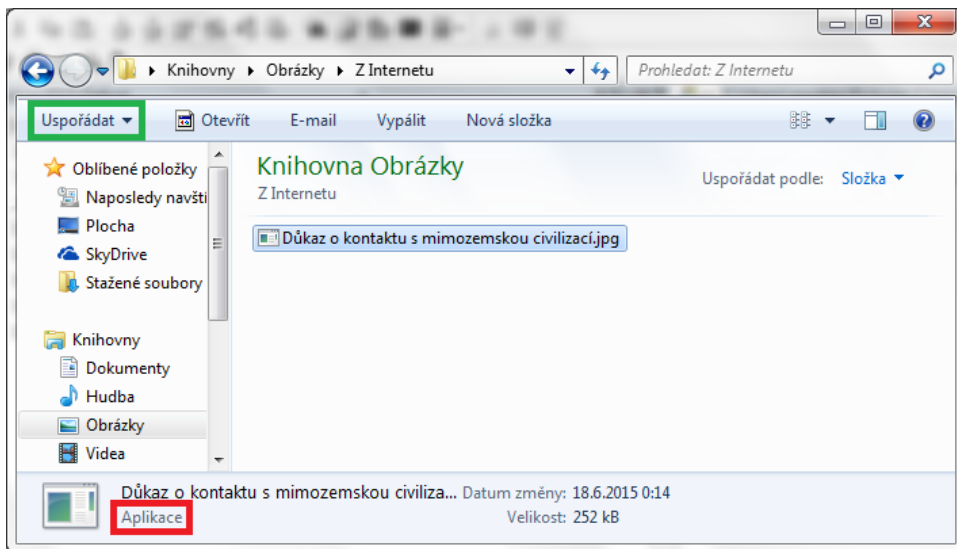 Knihovny ▸ Obrázky ▸ Z Internetu
Prohledat: Z Internetu
Uspořádat
Otevřít
E-mail
Vypálit
Nová složka
Oblíbené položky
Naposledy navšti
Plocha
SkyDrive
Stažené soubory
Knihovny
Dokumenty
Hudba
Obrázky
Videa
Knihovna Obrázky
Z Internetu
Uspořádat podle: Složka
Důkaz o kontaktu s mimozemskou civilizací.jpg
Důkaz o kontaktu s mimozemskou civiliza... Datum změny: 18.6.2015 0:14
Aplikace Velikost: 252 kB